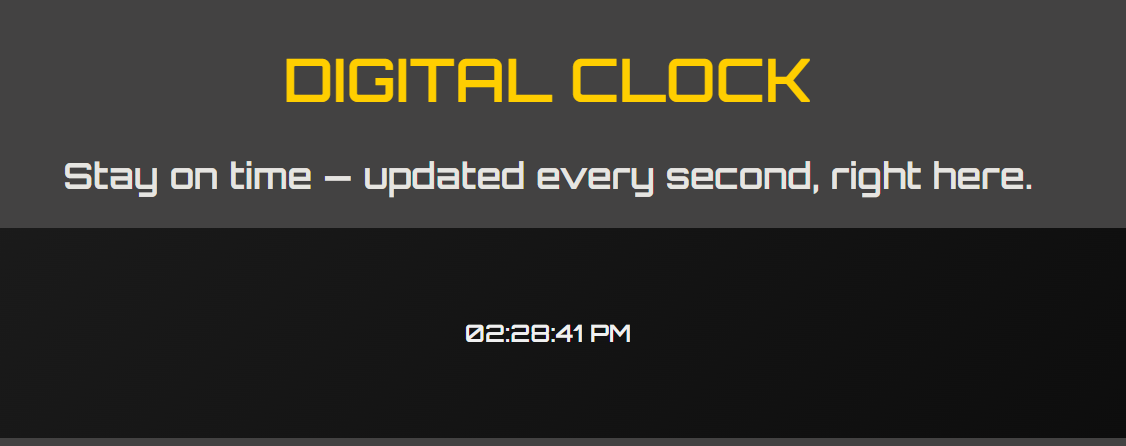 DIGITAL CLOCK
Stay on time — updated every second, right here.
02:28:41 PM